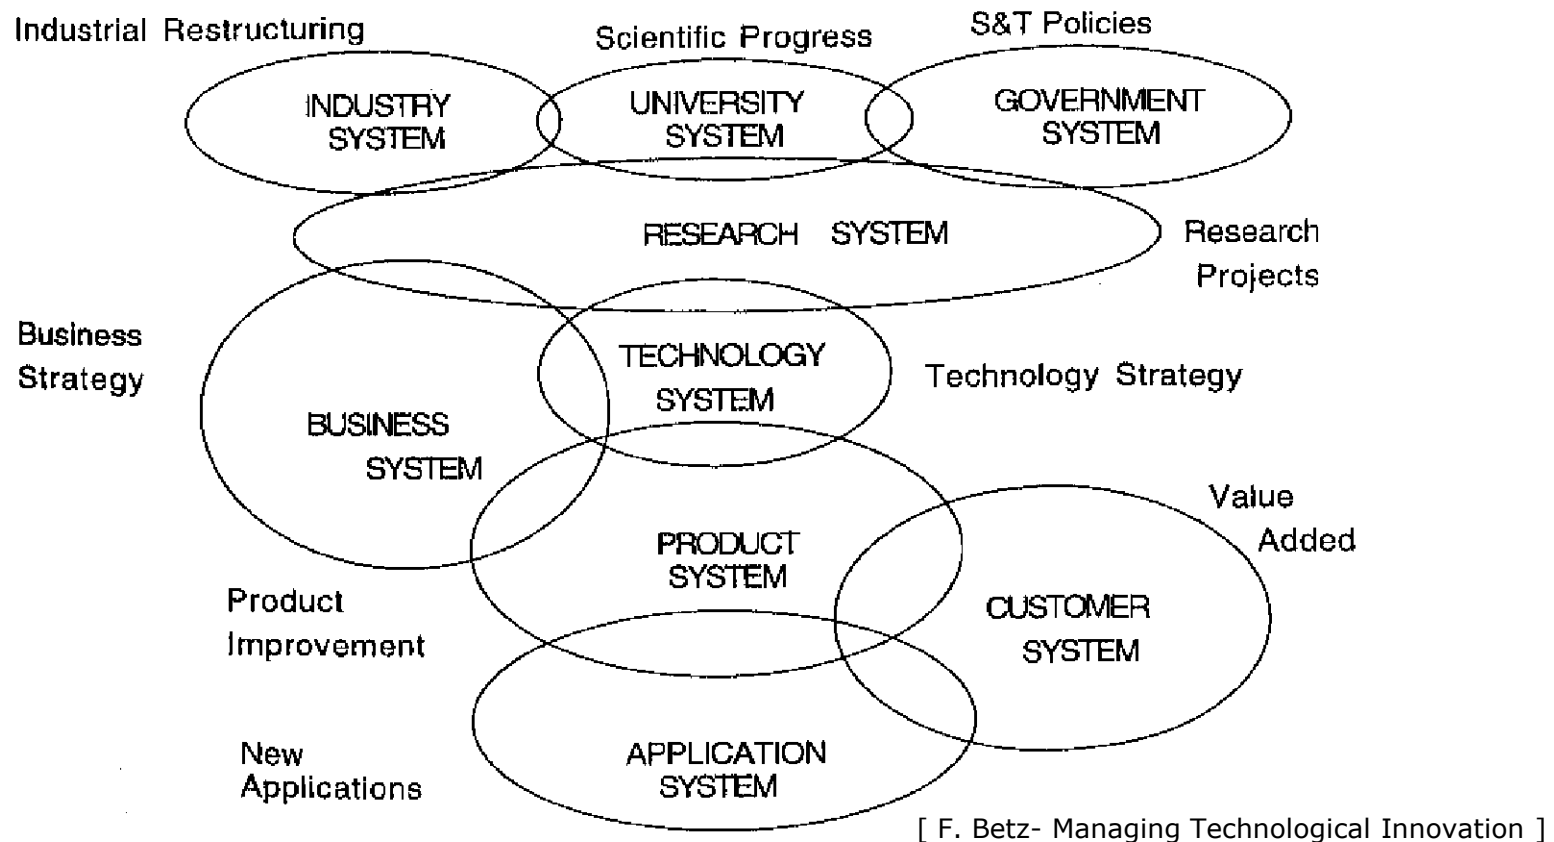 Industrial Restructuring
Scientific Progress
S&T Policies
INDUSTRY
SYSTEM
UNIVERSITY
SYSTEM
GOVERNMENT
SYSTEM
RESEARCH SYSTEM
Research
Projects
Business
Strategy
TECHNOLOGY
SYSTEM
Technology Strategy
BUSINESS
SYSTEM
Value
Added
PRODUCT
SYSTEM
CUSTOMER
SYSTEM
Product
Improvement
New
Applications
APPLICATION
SYSTEM
[ F. Betz- Managing Technological Innovation ]